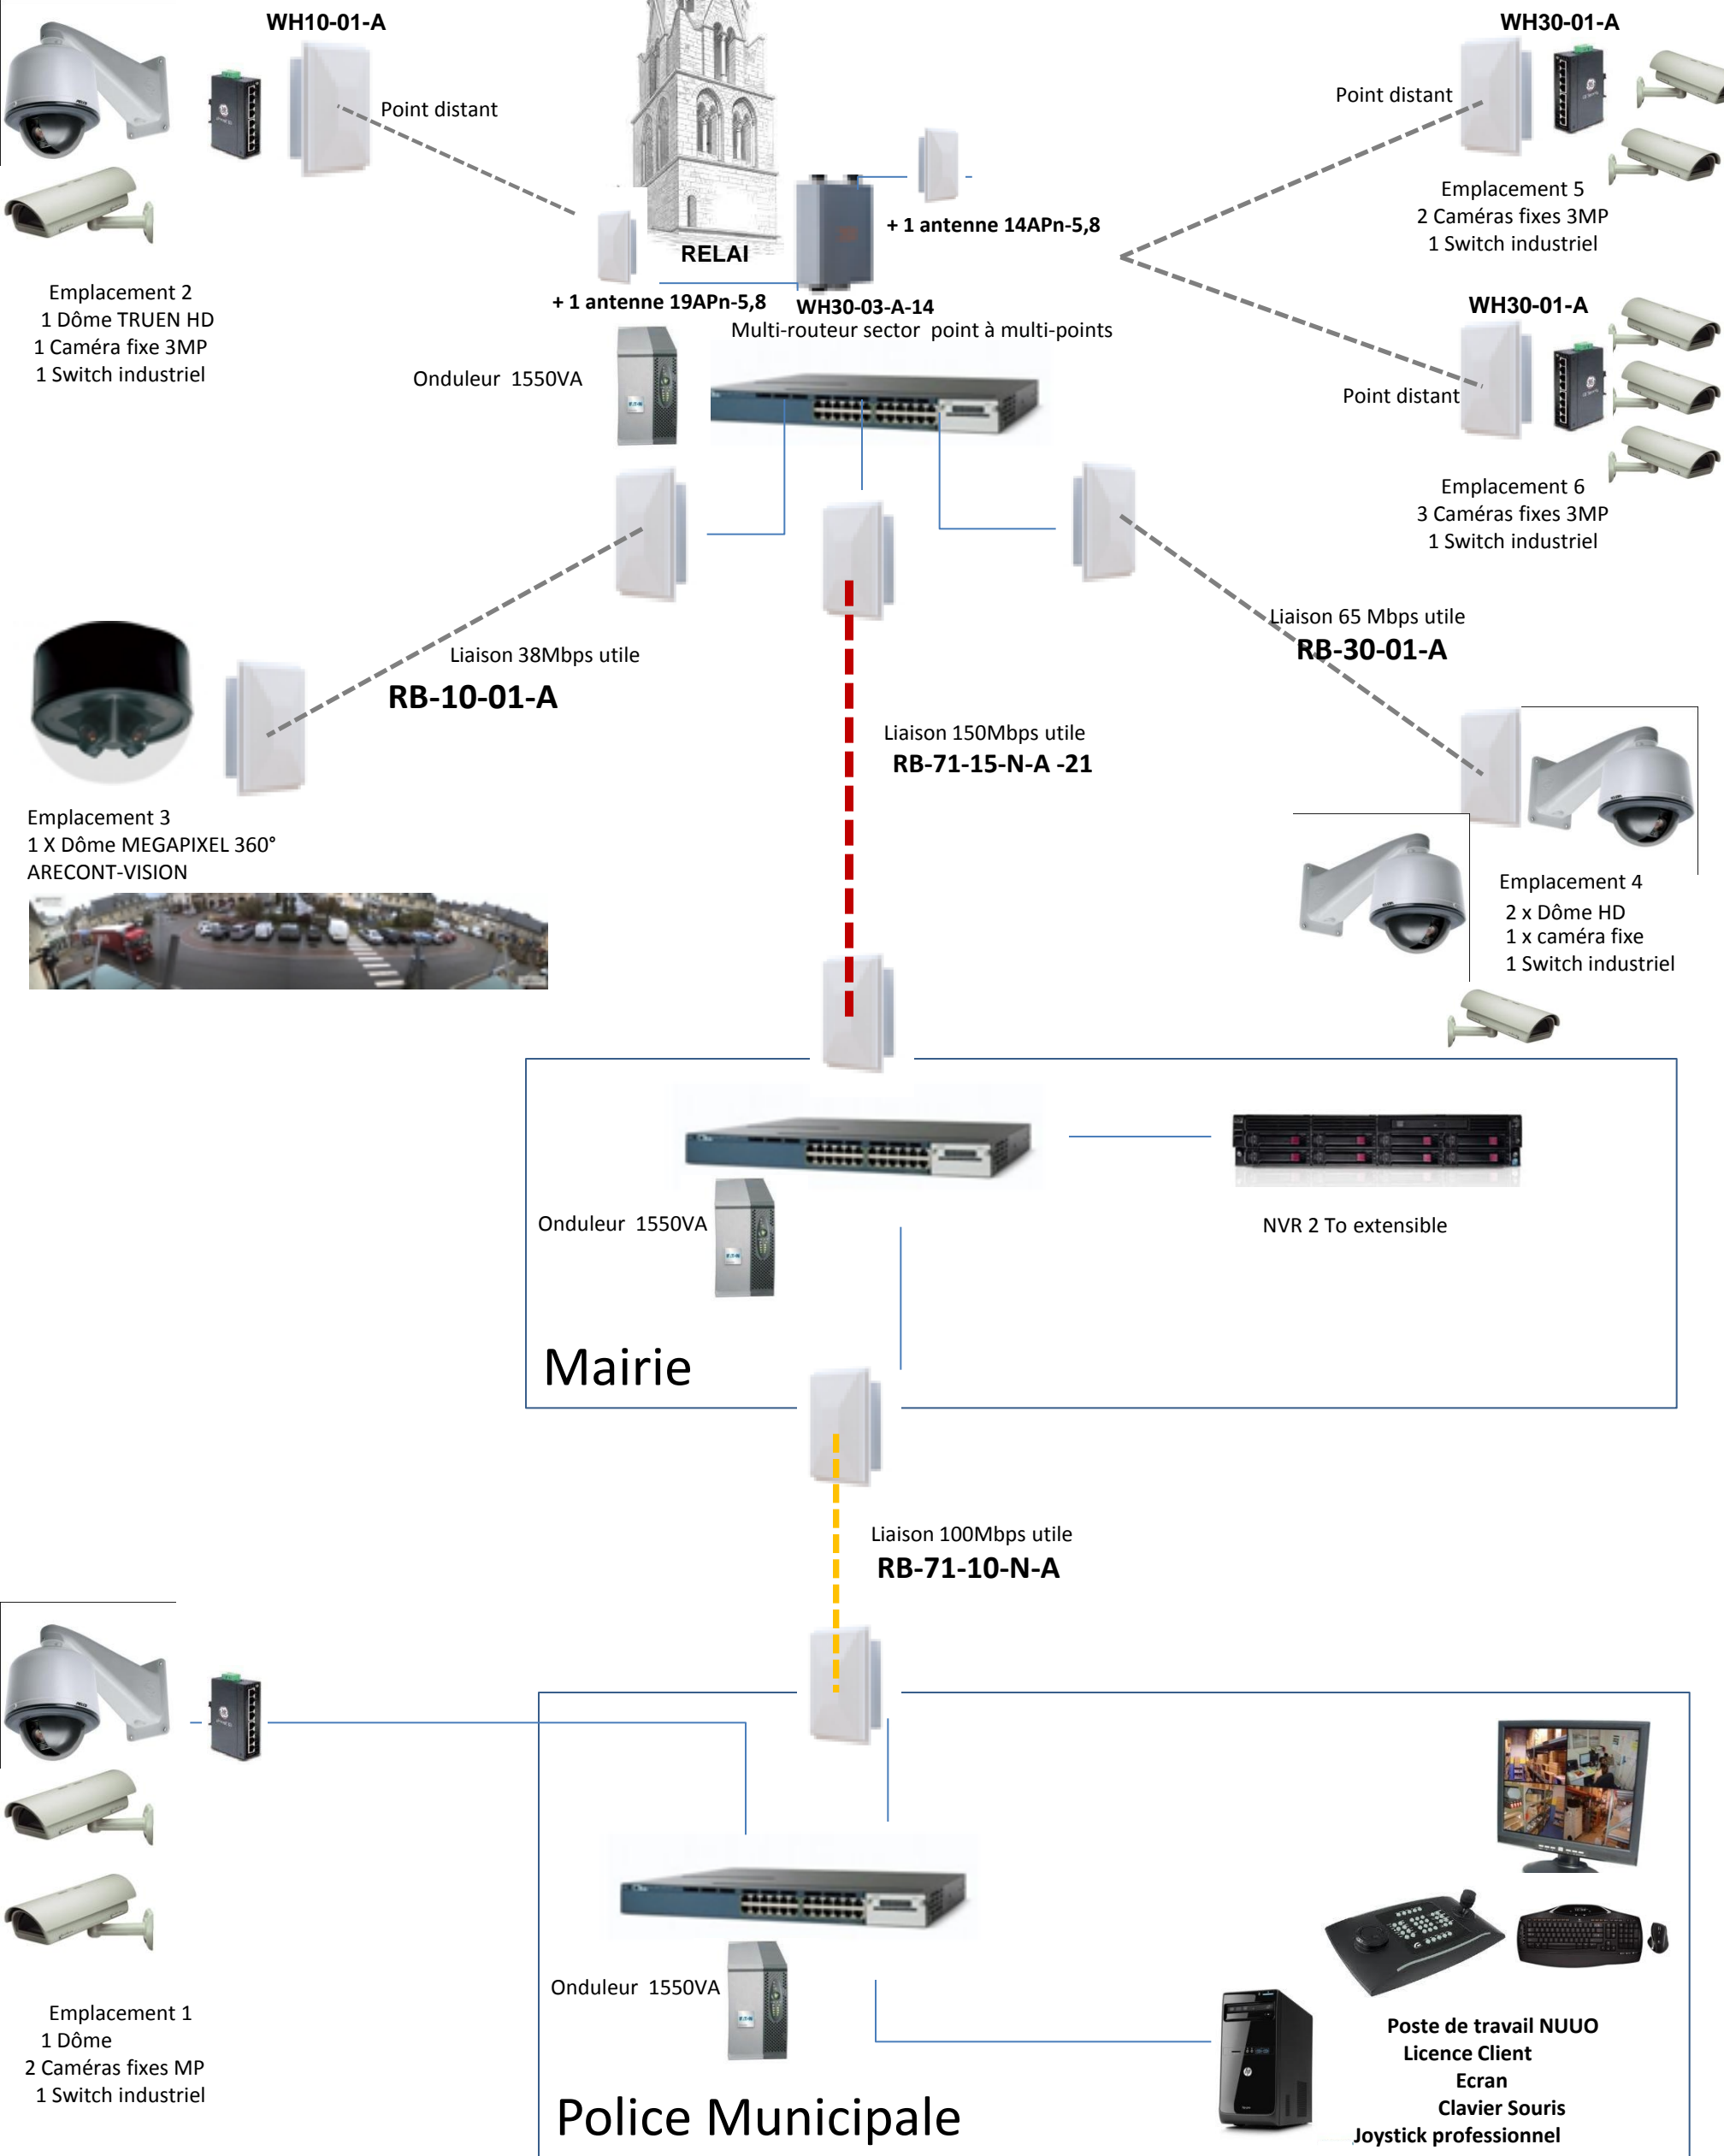 WH10-01-A
Point distant
Emplacement 2
1 Dôme TRUEN HD
1 Caméra fixe 3MP
1 Switch industriel
RELAI
+ 1 antenne 14APn-5,8
+ 1 antenne 19APn-5,8
WH30-03-A-14
Multi-routeur sector point à multi-points
Onduleur 1550VA
WH30-01-A
Point distant
Emplacement 5
2 Caméras fixes 3MP
1 Switch industriel
WH30-01-A
Point distant
Emplacement 6
3 Caméras fixes 3MP
1 Switch industriel
Liaison 38Mbps utile
RB-10-01-A
Liaison 65 Mbps utile
RB-30-01-A
Liaison 150Mbps utile
RB-71-15-N-A -21
Emplacement 3
1 X Dôme MEGAPIXEL 360°
ARECONT-VISION
Emplacement 4
2 x Dôme HD
1 x caméra fixe
1 Switch industriel
Onduleur 1550VA
NVR 2 To extensible
Mairie
Liaison 100Mbps utile
RB-71-10-N-A
Emplacement 1
1 Dôme
2 Caméras fixes MP
1 Switch industriel
Onduleur 1550VA
Police Municipale
Poste de travail NUUO
Licence Client
Ecran
Clavier Souris
Joystick professionnel